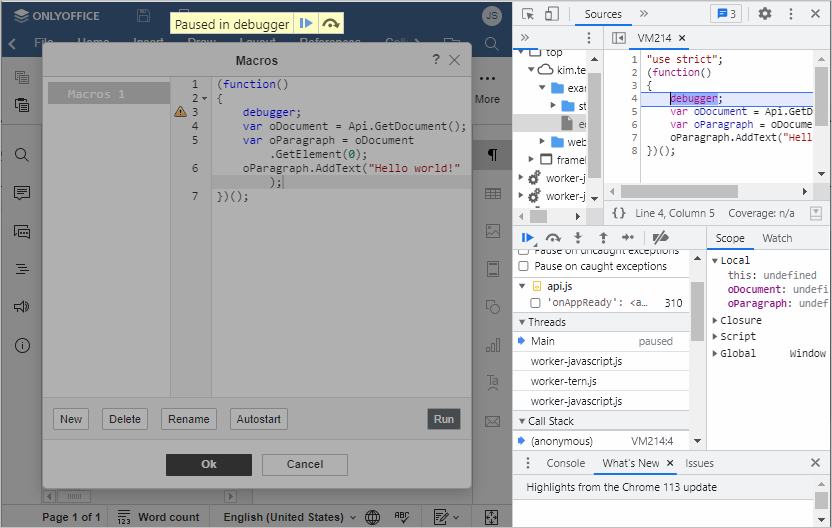 ONLYOFFICE
JS
Paused in debugger
File Home Insert Draw Layout References
Macros
?
Macros 1
1 (function()
2 {
3 debugger;
4 var oDocument = Api.GetDocument();
5 var oParagraph = oDocument
.GetElement(0);
6 oParagraph.AddText("Hello world!"
);
7 })();
New Delete Rename Autostart Run
Ok Cancel
More
Page 1 of 1 Word count English (United States)
Sources 3
VM214
top
kim.te
exa
st
web
worker-j
worker-j
1 "use strict";
2 (function()
3 {
4 debugger;
5 var oDocument = Api.GetD
6 var oParagraph = oDocume
7 oParagraph.AddText("Hell
8 })();
{} Line 4, Column 5 Coverage: n/a
Pause on uncaught exceptions
Pause on caught exceptions
api.js
'onAppReady': <a... 310
Threads
Main paused
worker-javascript.js
worker-tern.js
worker-javascript.js
Call Stack
(anonymous) VM214:4
Scope Watch
Local
this: undefined
oDocument: undefi
oParagraph: undef
Closure
Script
Global Window
Console What's New Issues
Highlights from the Chrome 113 update